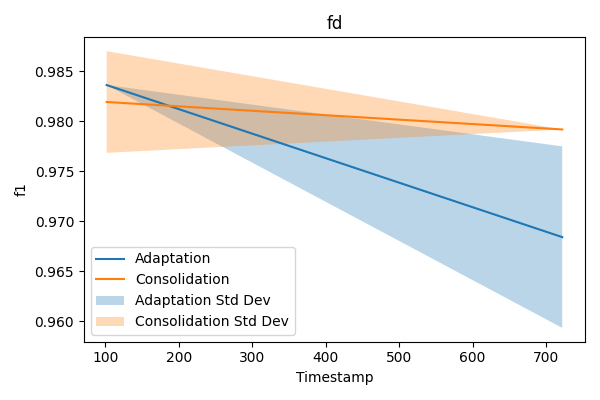 fd
f1
0.985
0.980
0.975
0.970
0.965
0.960
Adaptation
Consolidation
Adaptation Std Dev
Consolidation Std Dev
100 200 300 400 500 600 700
Timestamp